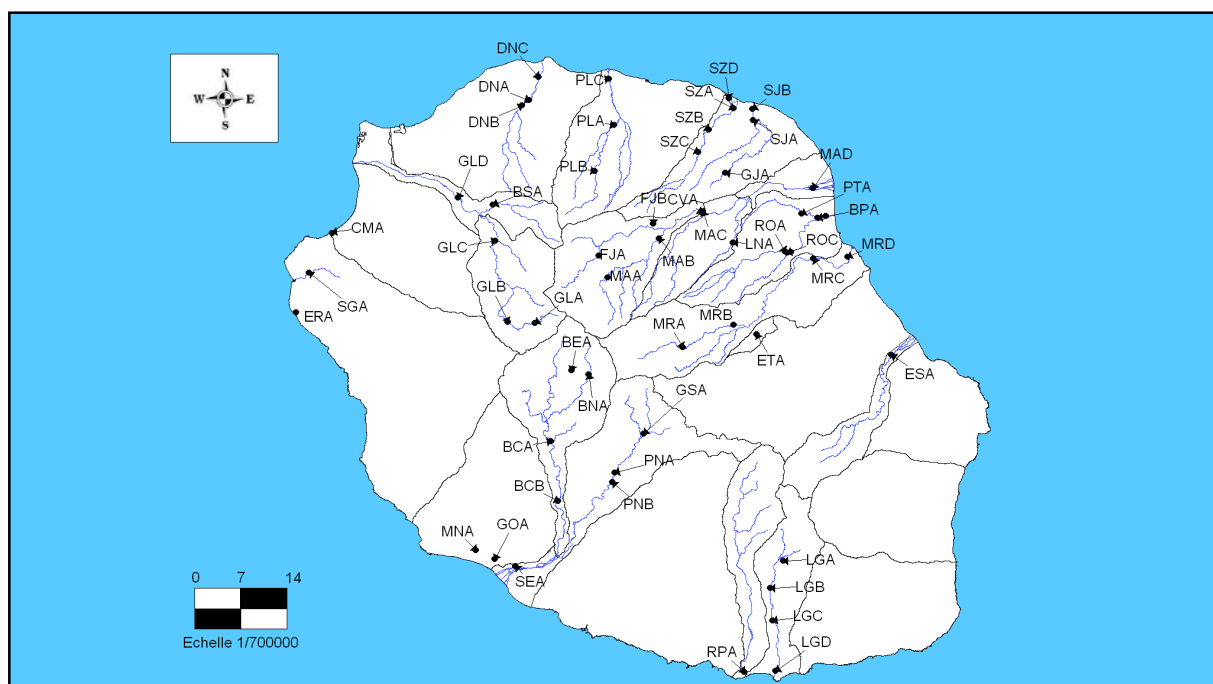 DNC
SZD
PLC
SZA
SJB
DNA
DNB
PLA
SZB
SJA
SZC
N
W E
S
PLB
GJA
MAD
GLD
BSA
PTA
FJB
CVA
BPA
CMA
GLC
MAC
ROA
ROC
MRD
LNA
FJA
MAB
MRC
MAA
SGA
ERA
GLB
GLA
MRB
MRA
ETA
BEA
ESA
BNA
GSA
BCA
PNA
BCB
PNB
MNA
GOA
LGA
SEA
LGB
0 7 14
LGC
Echelle 1/700000
RPA
LGD